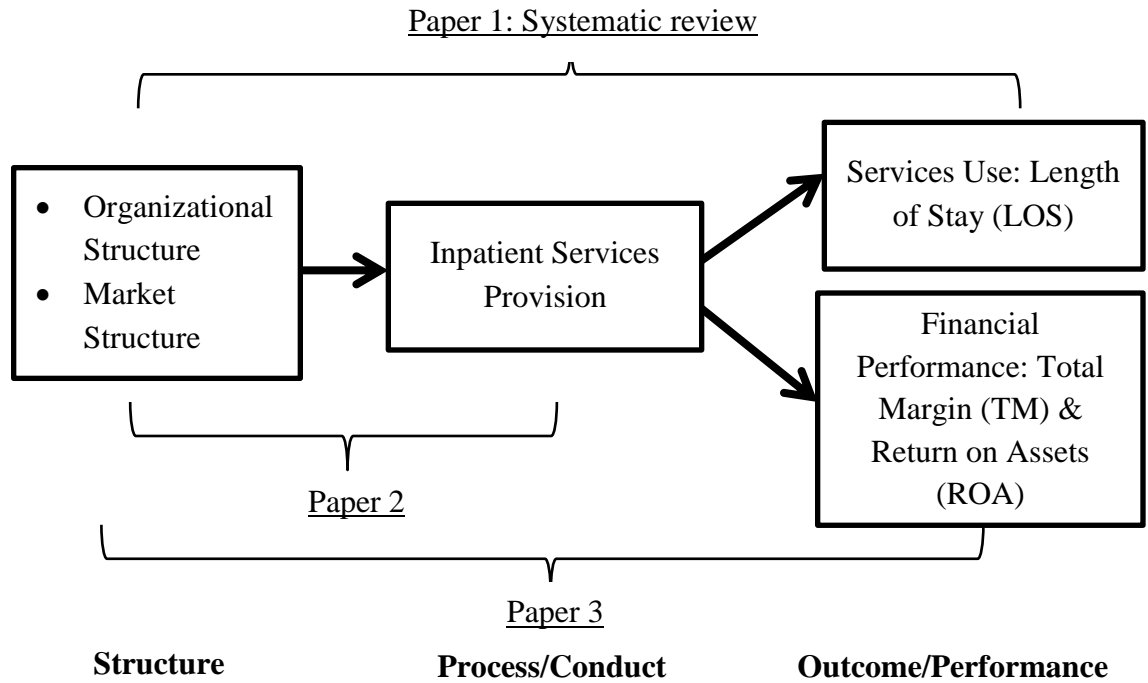 Paper 1: Systematic review
• Organizational
Structure
• Market
Structure
Inpatient Services
Provision
Services Use: Length
of Stay (LOS)
Financial
Performance: Total
Margin (TM) &
Return on Assets
(ROA)
Paper 2
Paper 3
Structure
Process/Conduct
Outcome/Performance